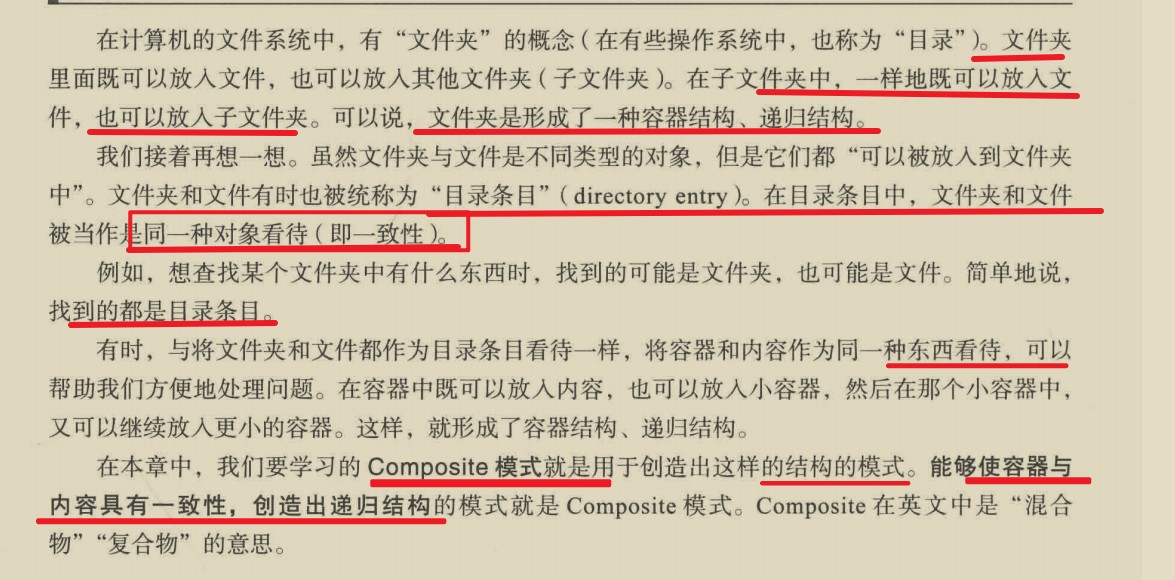 在计算机的文件系统中，有“文件夹”的概念（在有些操作系统中，也称为“目录”）。文件夹
里面既可以放入文件，也可以放入其他文件夹（子文件夹）。在子文件夹中，一样地既可以放入文
件，也可以放入子文件夹。可以说，文件夹是形成了一种容器结构、递归结构。
我们接着再想一想。虽然文件夹与文件是不同类型的对象，但是它们都“可以被放入到文件夹
中”。文件夹和文件有时也被统称为“目录条目”（directory entry）。在目录条目中，文件夹和文件
被当作是同一种对象看待（即一致性）。
例如，想查找某个文件夹中有什么东西时，找到的可能是文件夹，也可能是文件。简单地说，
找到的都是目录条目。
有时，与将文件夹和文件都作为目录条目看待一样，将容器和内容作为同一种东西看待，可以
帮助我们方便地处理问题。在容器中既可以放入内容，也可以放入小容器，然后在那个小容器中，
又可以继续放入更小的容器。这样，就形成了容器结构、递归结构。
在本章中，我们要学习的 Composite 模式就是用于创造出这样的结构的模式。能够使容器与
内容具有一致性，创造出递归结构的模式就是 Composite 模式。Composite 在英文中是“混合
物”“复合物”的意思。